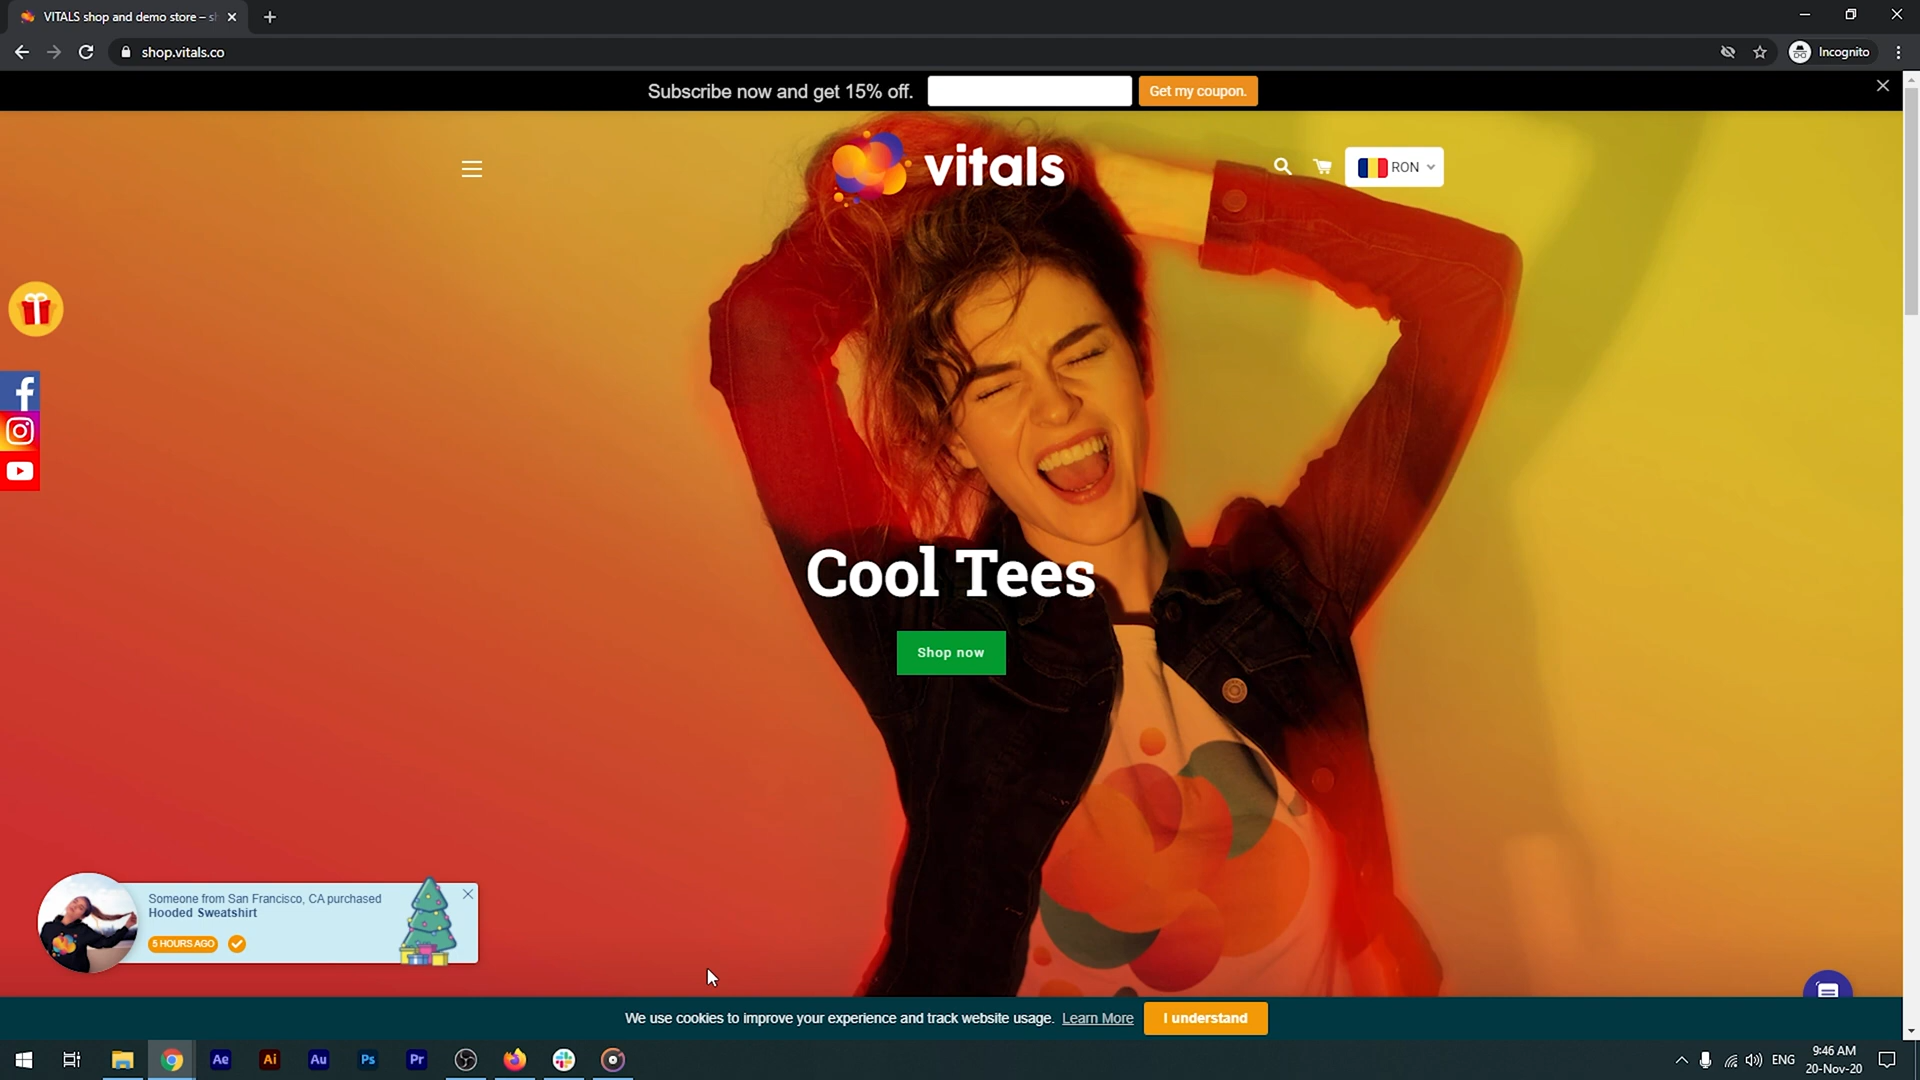 VITALS shop and demo store – sh
shop.vitals.co
Incognito
Subscribe now and get 15% off.
Get my coupon.
vitals
RON
Cool Tees
Shop now
Someone from San Francisco, CA purchased
Hooded Sweatshirt
5 HOURS AGO
We use cookies to improve your experience and track website usage. Learn More
I understand
Ae
Ai
Au
Ps
Pr
ENG
9:46 AM
20-Nov-20